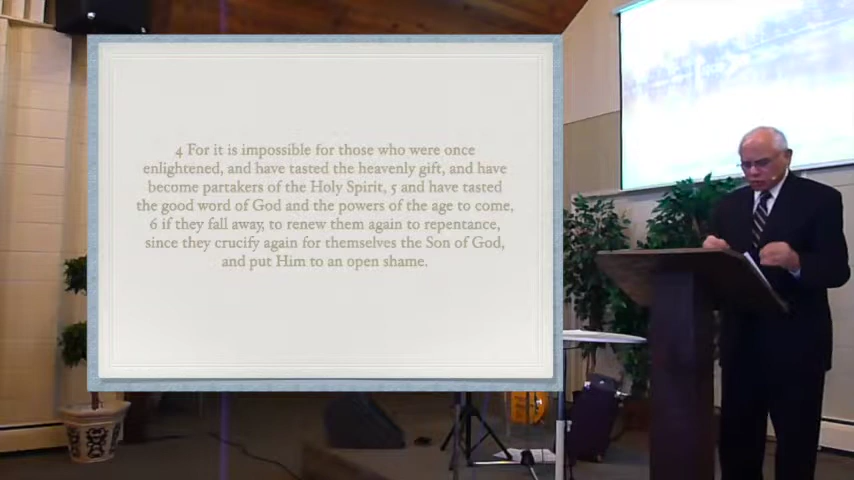 4 For it is impossible for those who were once
enlightened, and have tasted the heavenly gift, and have
become partakers of the Holy Spirit, 5 and have tasted
the good word of God and the powers of the age to come,
6 if they fall away, to renew them again to repentance,
since they crucify again for themselves the Son of God,
and put Him to an open shame.